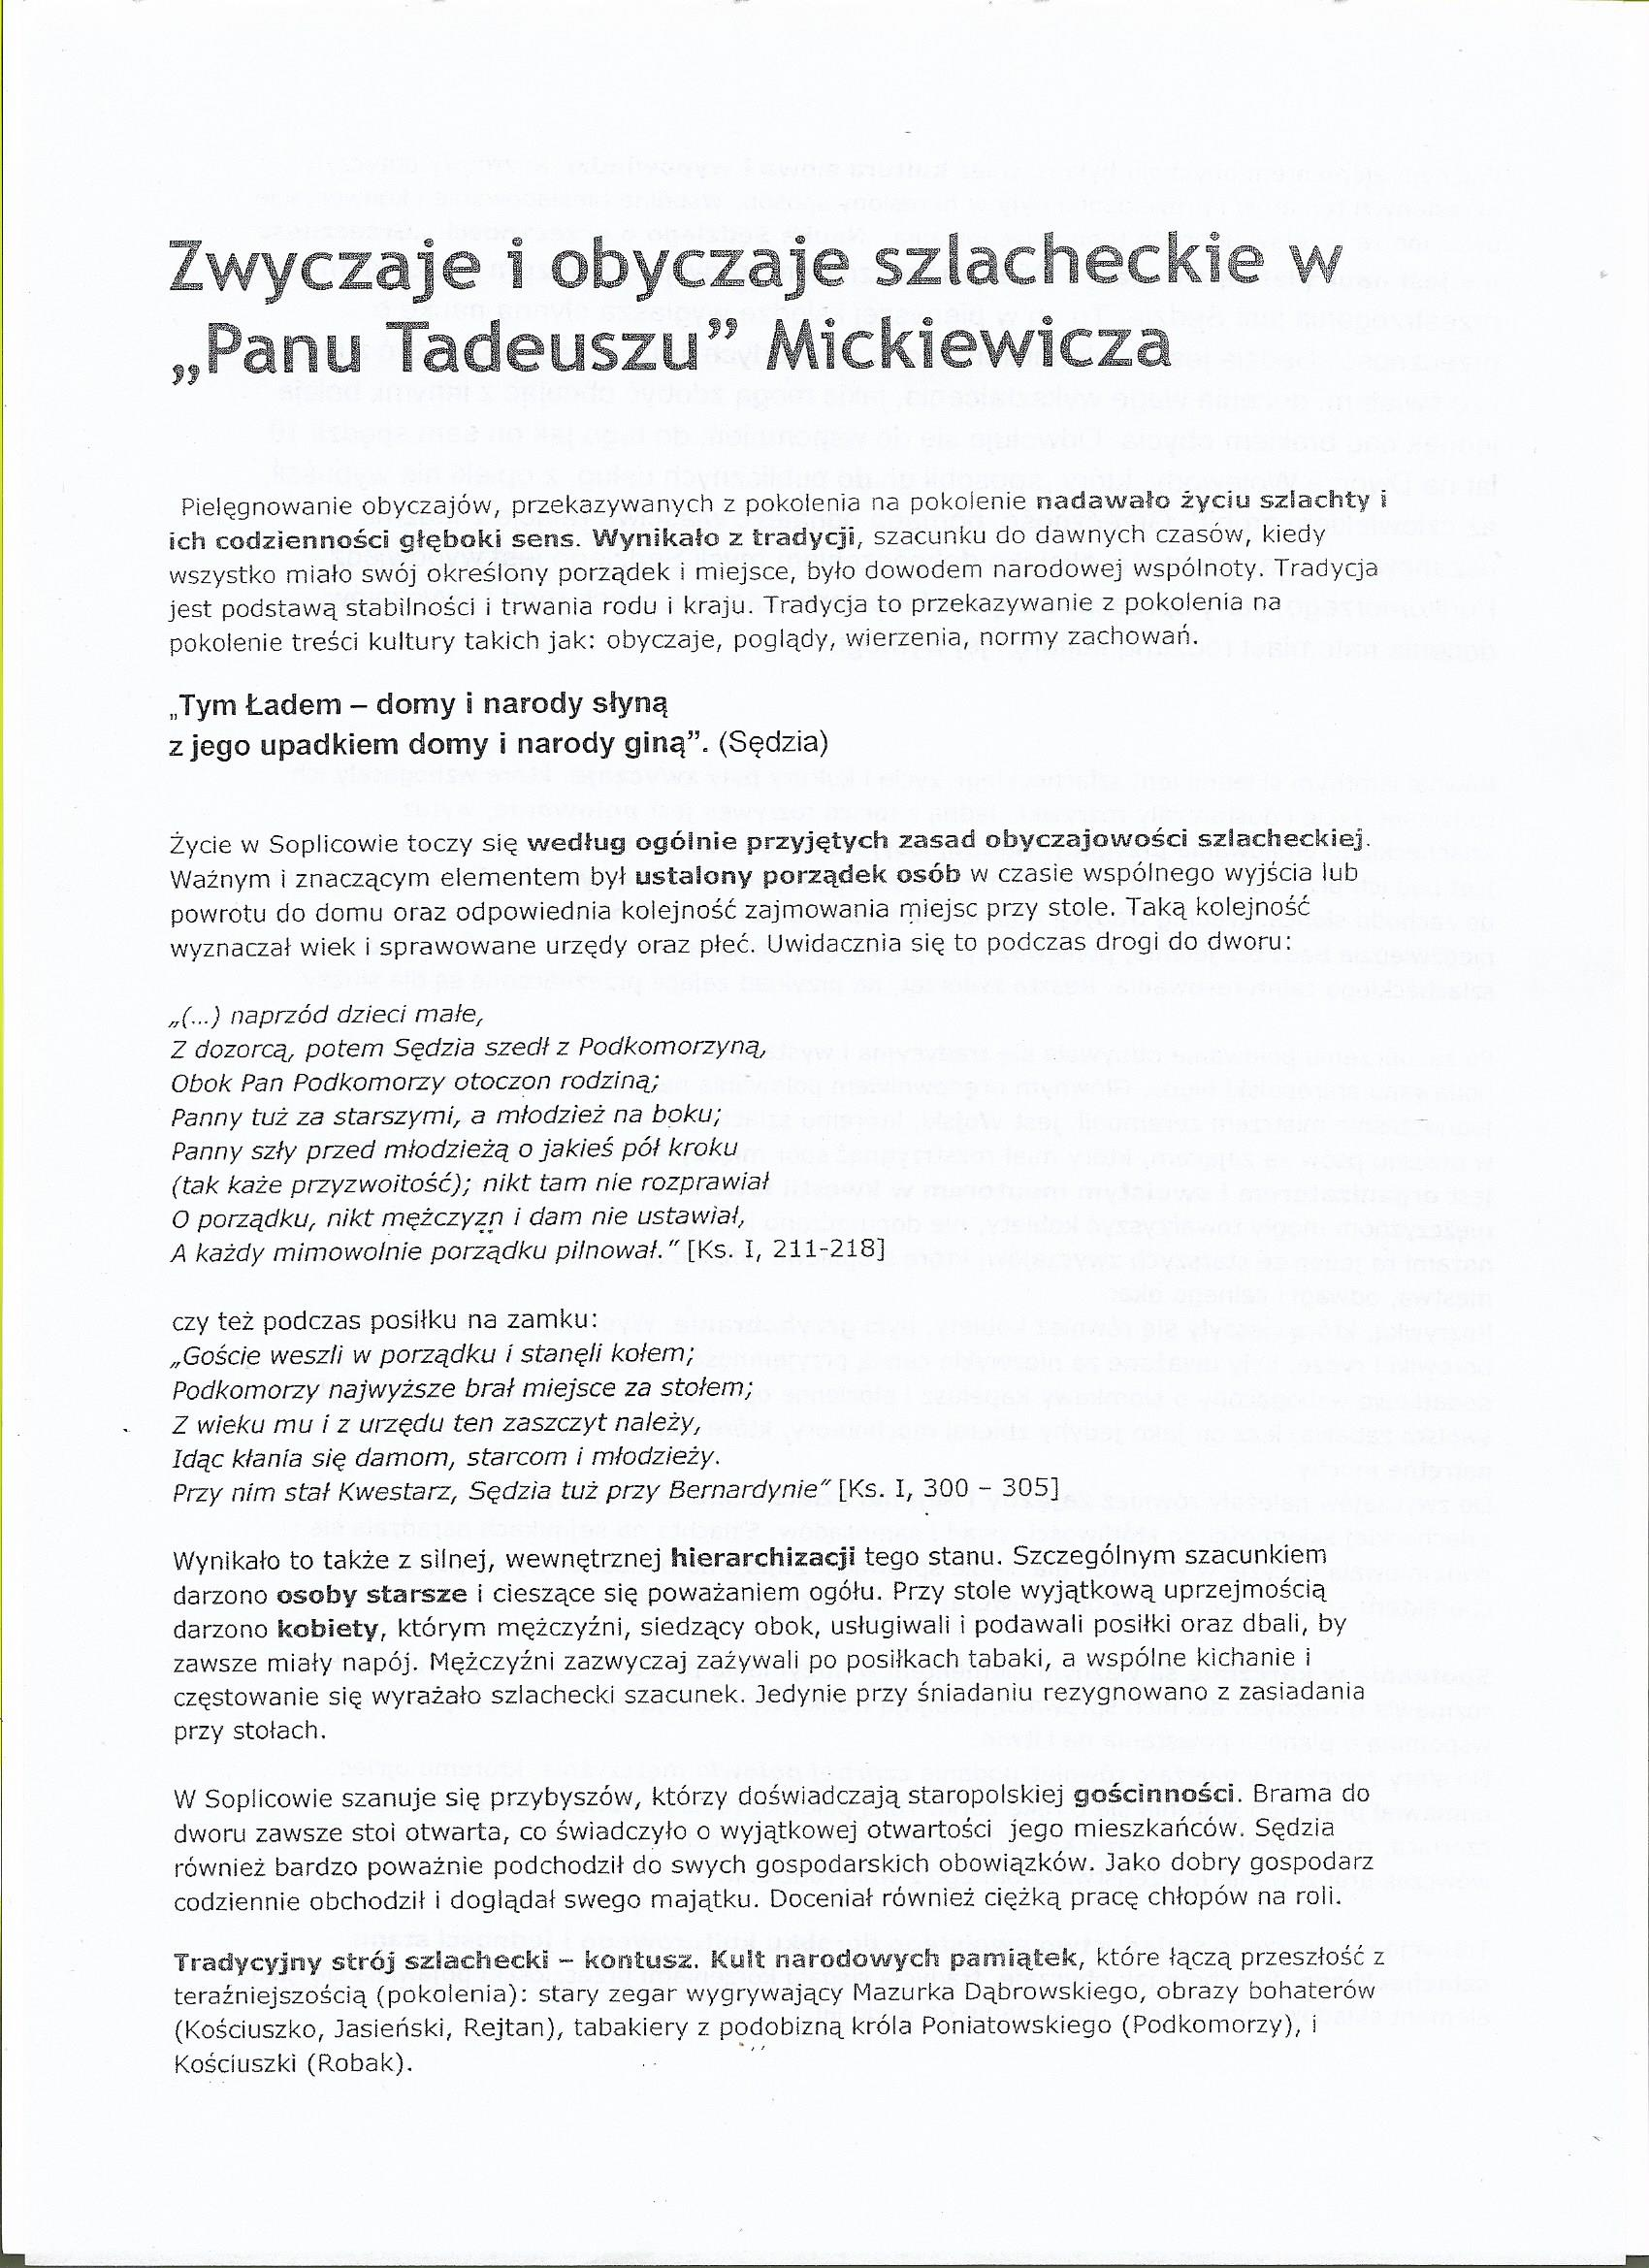 Zwyczaje i obyczaje szlacheckie w
„Panu Tadeuszu” Mickiewicza
Pielęgnowanie obyczajów, przekazywanych z pokolenia na pokolenie nadawało życiu szlachty i
ich codzienności głęboki sens. Wynikało z tradycji, szacunku do dawnych czasów, kiedy
wszystko miało swój określony porządek i miejsce, było dowodem narodowej wspólnoty. Tradycja
jest podstawą stabilności i trwania rodu i kraju. Tradycja to przekazywanie z pokolenia na
pokolenie treści kultury takich jak: obyczaje, poglądy, wierzenia, normy zachowań.
„Tym Ładem – domy i narody słyną
z jego upadkiem domy i narody giną”. (Sędzia)
Życie w Soplicowie toczy się według ogólnie przyjętych zasad obyczajowości szlacheckiej.
Ważnym i znaczącym elementem był ustalony porządek osób w czasie wspólnego wyjścia lub
powrotu do domu oraz odpowiednia kolejność zajmowania miejsc przy stole. Taką kolejność
wyznaczał wiek i sprawowane urzędy oraz płeć. Uwidacznia się to podczas drogi do dworu:
„(...) naprzód dzieci małe,
Z dozorcą, potem Sędzia szedł z Podkomorzyną,
Obok Pan Podkomorzy otoczon rodziną;
Panny tuż za starszymi, a młodzież na boku;
Panny szły przed młodzieżą o jakieś pół kroku
(tak każe przyzwoitość); nikt tam nie rozprawiał
O porządku, nikt mężczyzn i dam nie ustawiał,
A każdy mimowolnie porządku pilnował." [Ks. I, 211-218]
czy też podczas posiłku na zamku:
„Goście weszli w porządku i stanęli kołem;
Podkomorzy najwyższe brał miejsce za stołem;
Z wieku mu i z urzędu ten zaszczyt należy,
Idąc kłania się damom, starcom i młodzieży.
Przy nim stał Kwestarz, Sędzia tuż przy Bernardynie" [Ks. I, 300 – 305]
Wynikało to także z silnej, wewnętrznej hierarchizacji tego stanu. Szczególnym szacunkiem
darzono osoby starsze i cieszące się poważaniem ogółu. Przy stole wyjątkową uprzejmością
darzono kobiety, którym mężczyźni, siedzący obok, usługiwali i podawali posiłki oraz dbali, by
zawsze miały napój. Mężczyźni zazwyczaj zażywali po posiłkach tabaki, a wspólne kichanie i
częstowanie się wyrażało szlachecki szacunek. Jedynie przy śniadaniu rezygnowano z zasiadania
przy stołach.
W Soplicowie szanuje się przybyszów, którzy doświadczają staropolskiej gościnności. Brama do
dworu zawsze stoi otwarta, co świadczyło o wyjątkowej otwartości jego mieszkańców. Sędzia
również bardzo poważnie podchodził do swych gospodarskich obowiązków. Jako dobry gospodarz
codziennie obchodził i doglądał swego majątku. Doceniał również ciężką pracę chłopów na roli.
Tradycyjny strój szlachecki – kontusz. Kult narodowych pamiątek, które łączą przeszłość z
teraźniejszością (pokolenia): stary zegar wygrywający Mazurka Dąbrowskiego, obrazy bohaterów
(Kościuszko, Jasieński, Rejtan), tabakiery z podobizną króla Poniatowskiego (Podkomorzy), i
Kościuszki (Robak).